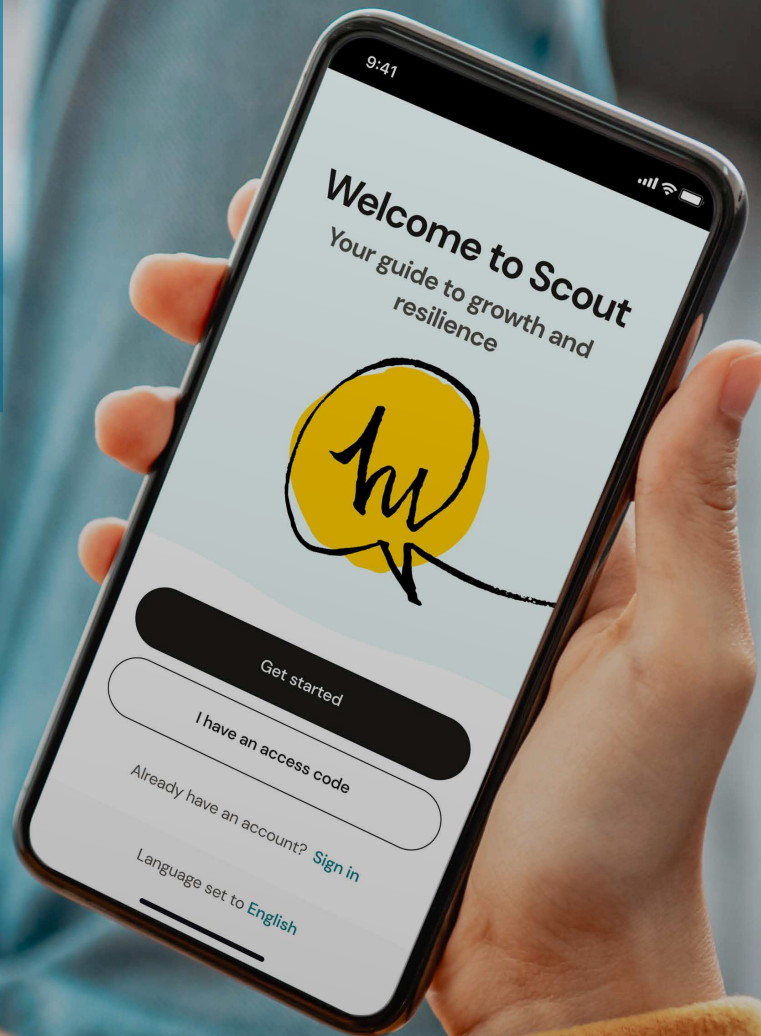 9:41
Welcome to Scout
Your guide to growth and
resilience
hi
Get started
I have an access code
Already have an account? Sign in
Language set to English